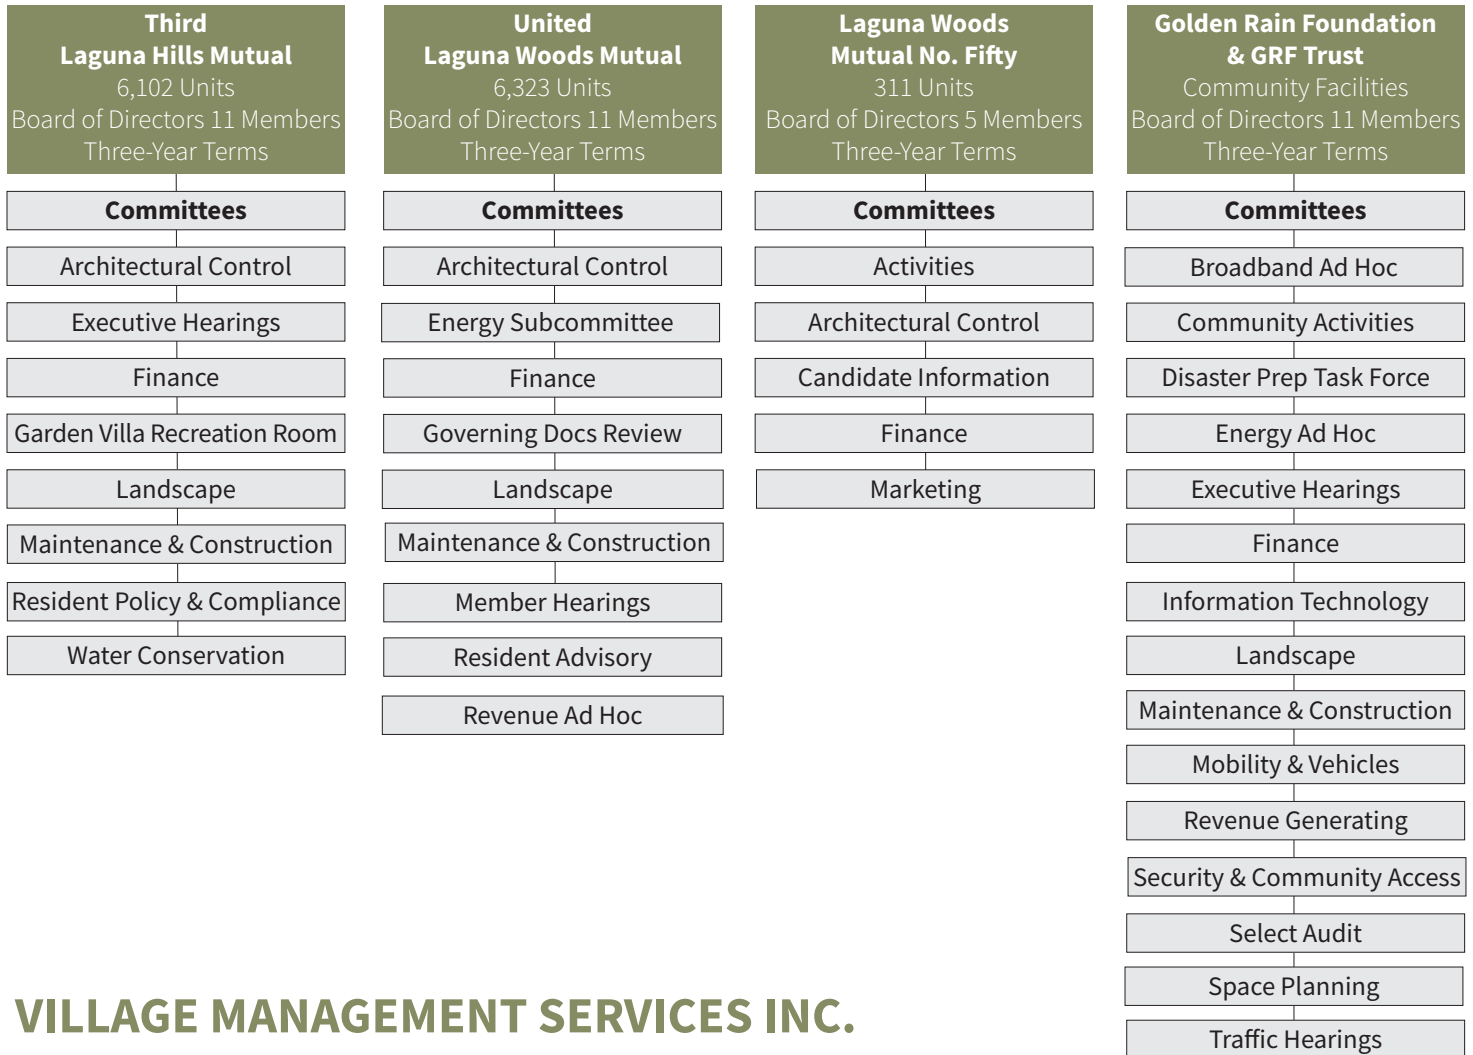 Third
Laguna Hills Mutual
6,102 Units
Board of Directors 11 Members
Three-Year Terms
Committees
Architectural Control
Executive Hearings
Finance
Garden Villa Recreation Room
Landscape
Maintenance & Construction
Resident Policy & Compliance
Water Conservation
United
Laguna Woods Mutual
6,323 Units
Board of Directors 11 Members
Three-Year Terms
Committees
Architectural Control
Energy Subcommittee
Finance
Governing Docs Review
Landscape
Maintenance & Construction
Member Hearings
Resident Advisory
Revenue Ad Hoc
Laguna Woods
Mutual No. Fifty
311 Units
Board of Directors 5 Members
Three-Year Terms
Committees
Activities
Architectural Control
Candidate Information
Finance
Marketing
Golden Rain Foundation
& GRF Trust
Community Facilities
Board of Directors 11 Members
Three-Year Terms
Committees
Broadband Ad Hoc
Community Activities
Disaster Prep Task Force
Energy Ad Hoc
Executive Hearings
Finance
Information Technology
Landscape
Maintenance & Construction
Mobility & Vehicles
Revenue Generating
Security & Community Access
Select Audit
Space Planning
Traffic Hearings
VILLAGE MANAGEMENT SERVICES INC.